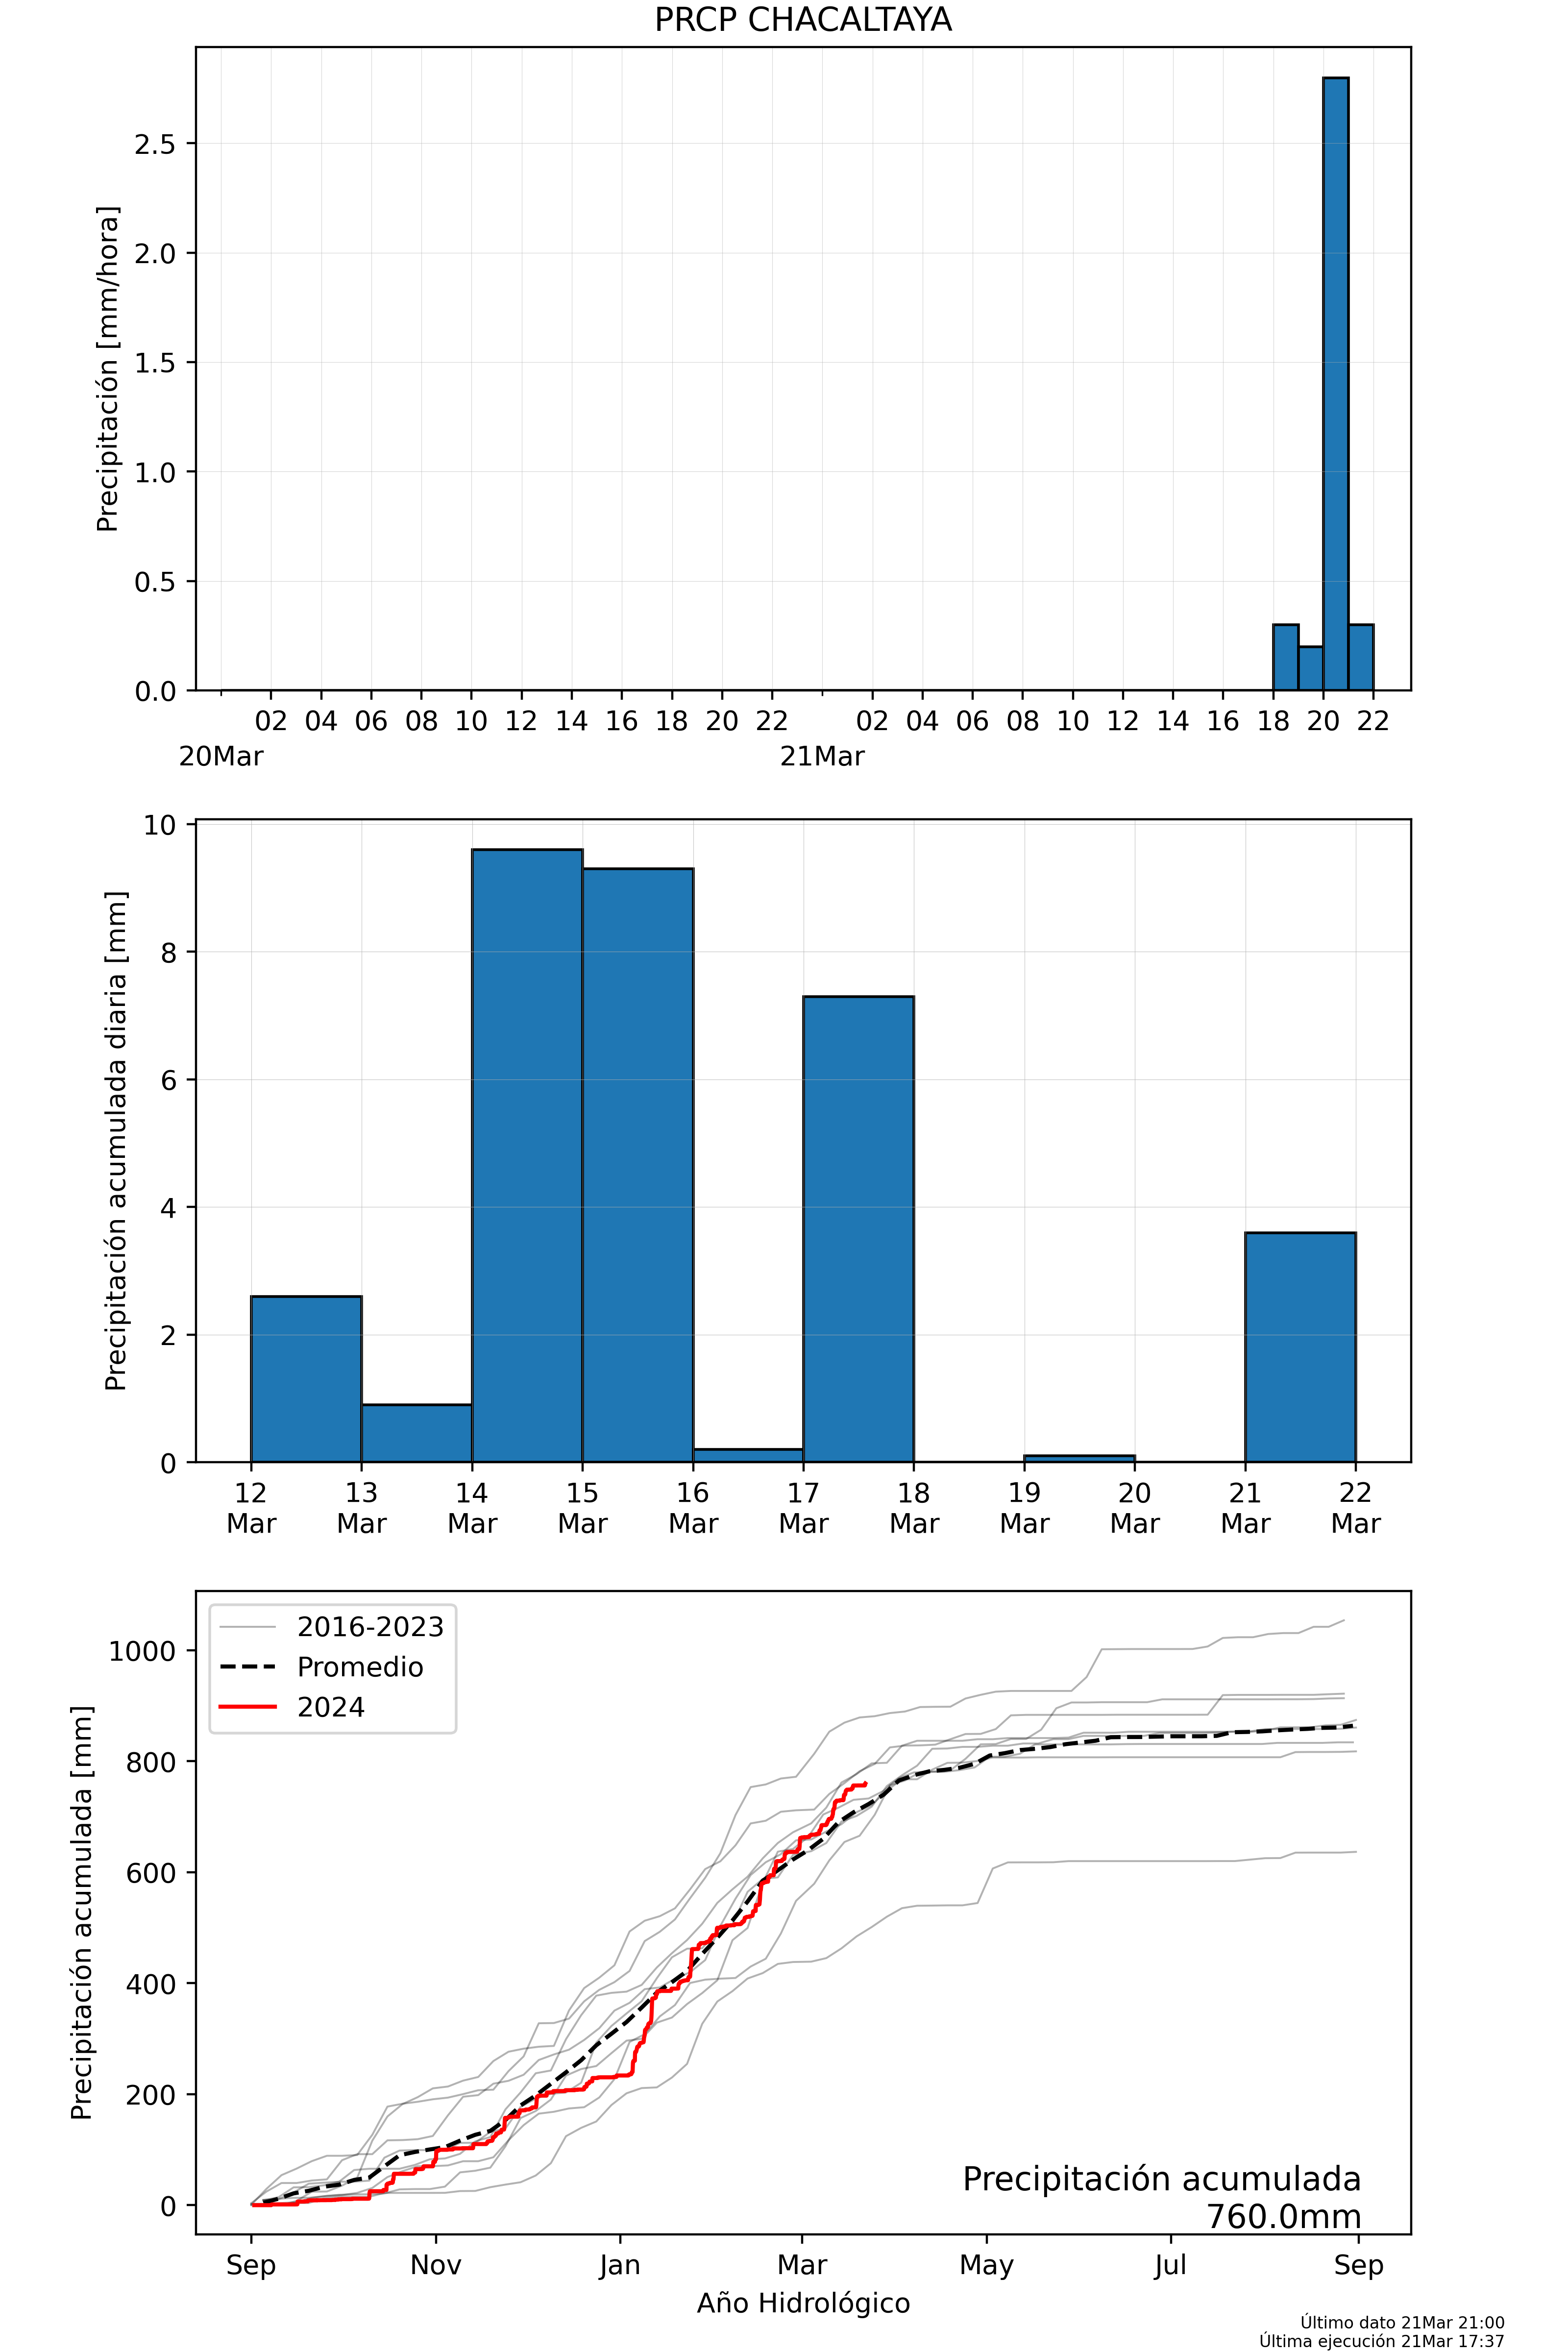 PRCP CHACALTAYA
Precipitación [mm/hora]
2.5
2.0
1.5
1.0
0.5
0.0
02 04 06 08 10 12 14 16 18 20 22 02 04 06 08 10 12 14 16 18 20 22
20Mar 21Mar
Precipitación acumulada diaria [mm]
10
8
6
4
2
0
12 13 14 15 16 17 18 19 20 21 22
Mar Mar Mar Mar Mar Mar Mar Mar Mar Mar Mar
Precipitación acumulada [mm]
1000
800
600
400
200
0
2016-2023
Promedio
2024
Precipitación acumulada
760.0mm
Sep Nov Jan Mar May Jul Sep
Año Hidrológico
Último dato 21Mar 21:00
Última ejecución 21Mar 17:37